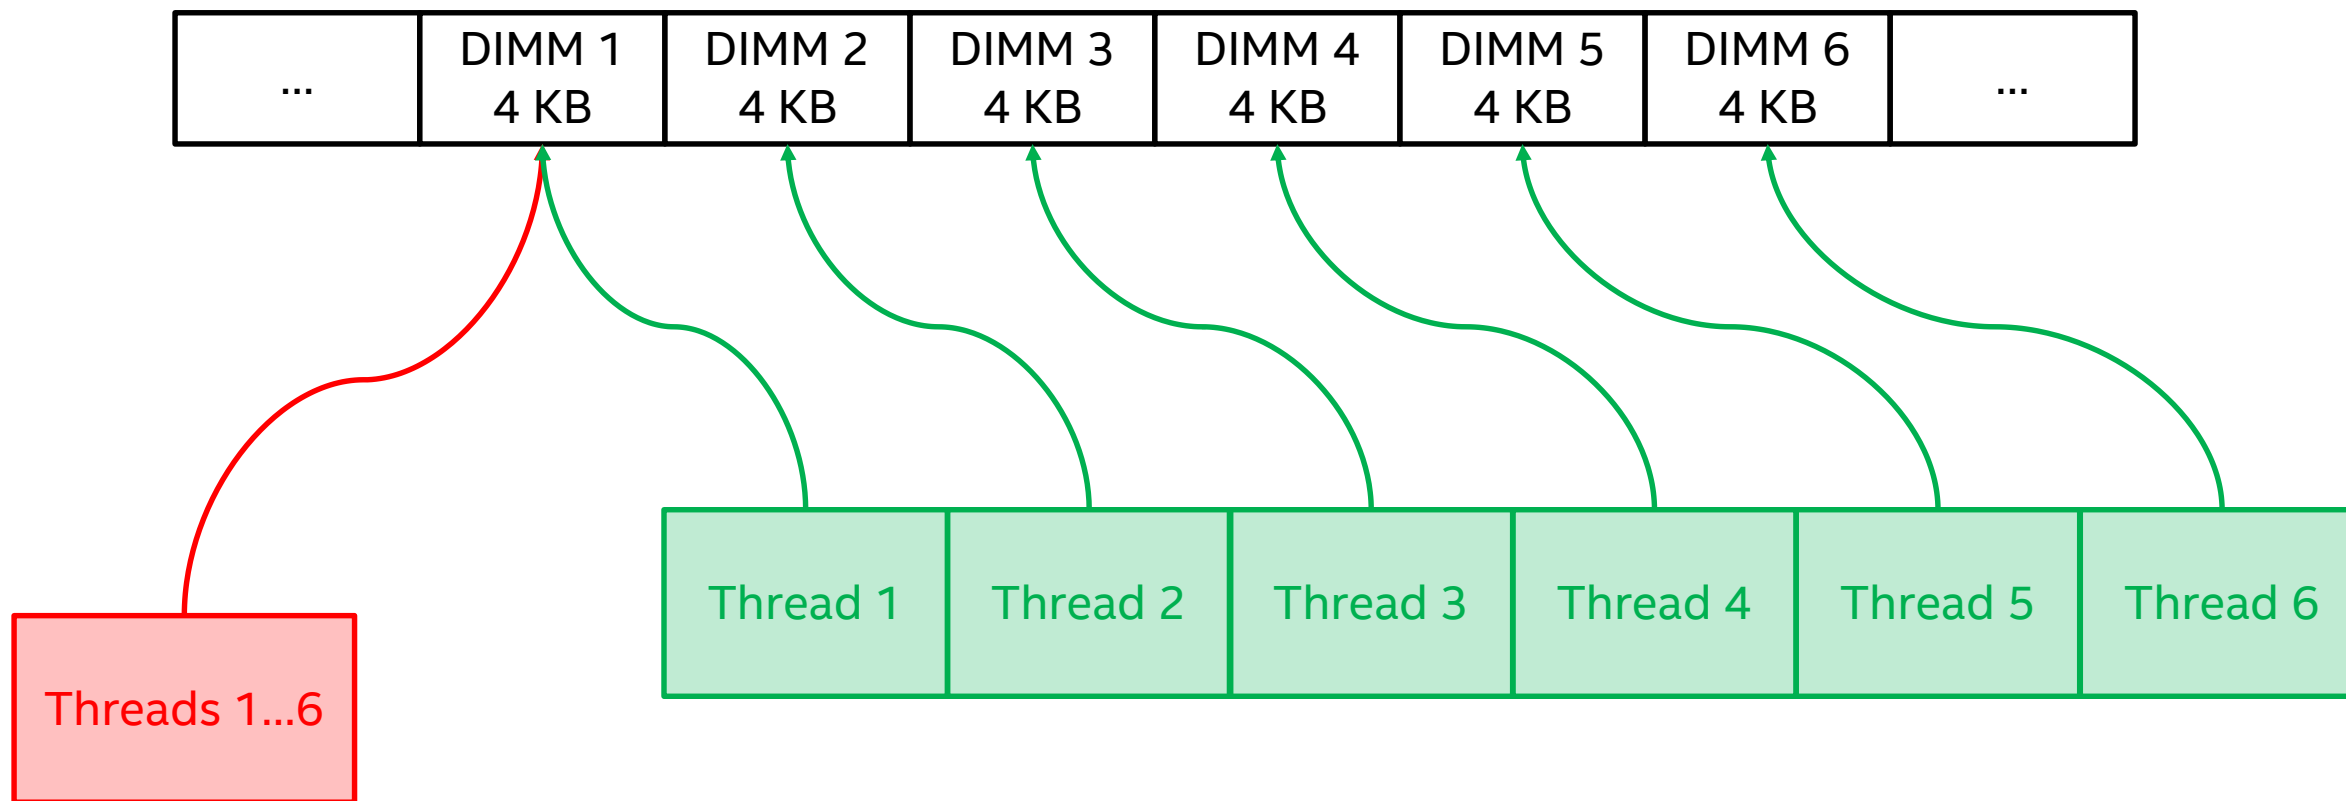 ...
DIMM 1
4 KB
DIMM 2
4 KB
DIMM 3
4 KB
DIMM 4
4 KB
DIMM 5
4 KB
DIMM 6
4 KB
...
Thread 1
Thread 2
Thread 3
Thread 4
Thread 5
Thread 6
Threads 1...6